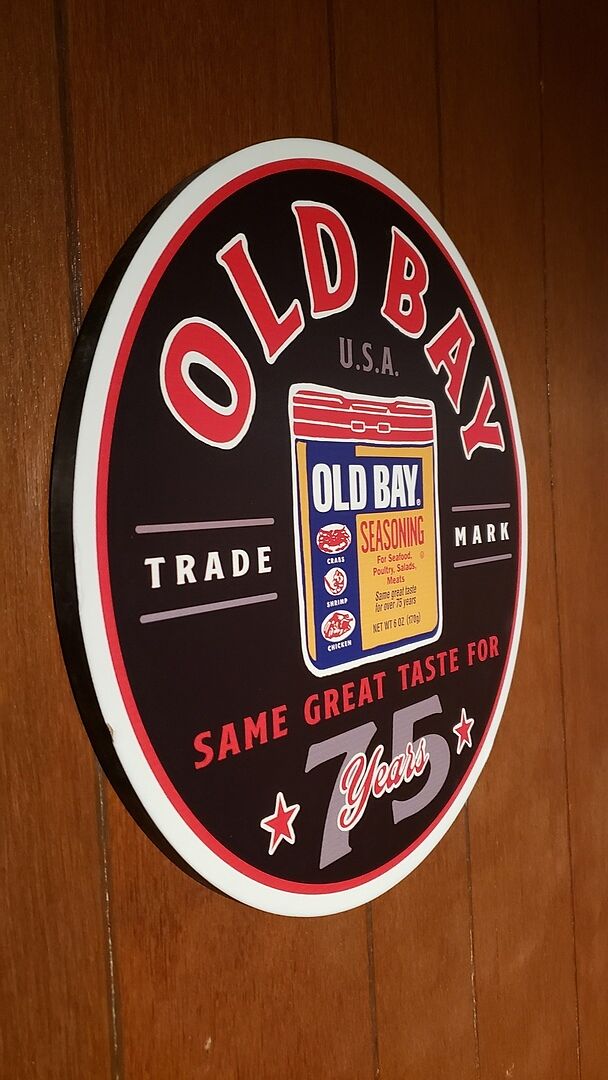 OLD BAY
U.S.A.
TRADE MARK
OLD BAY®
SEASONING
For Seafood,
Poultry, Salads,
Meats
CRABS
SHRIMP
CHICKEN
Same great taste
for over 75 years
NET WT 6 OZ (170g)
SAME GREAT TASTE FOR
75
Years